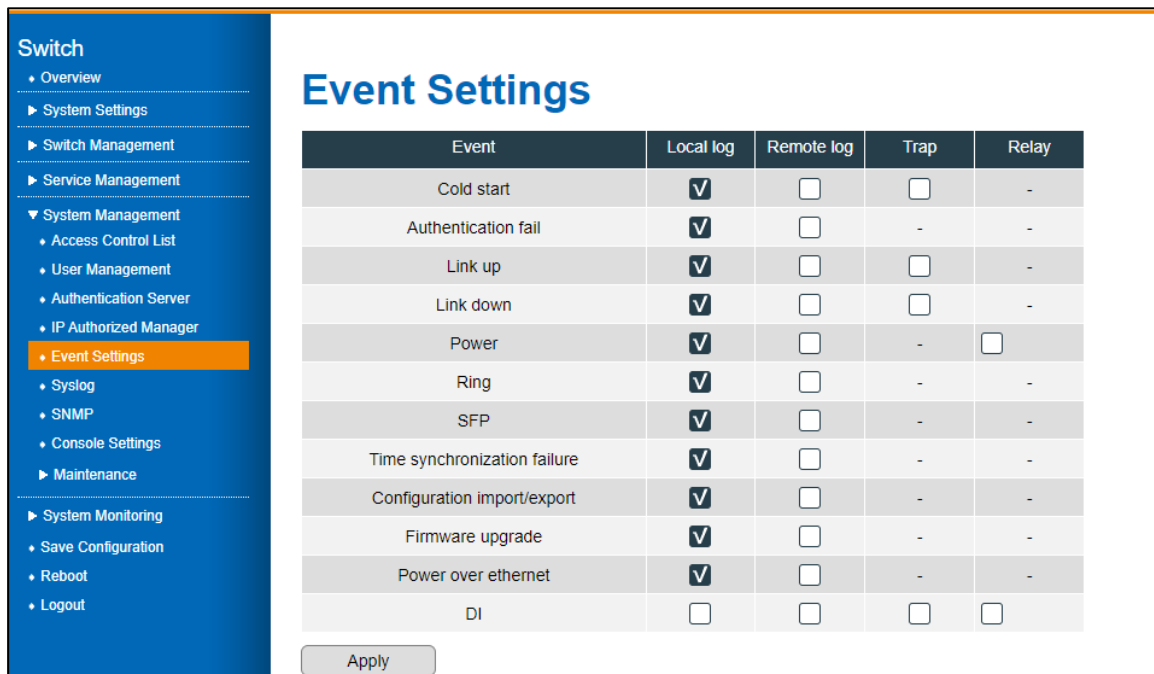 Switch
Overview
System Settings
Switch Management
Service Management
System Management
Access Control List
User Management
Authentication Server
IP Authorized Manager
Event Settings
Syslog
SNMP
Console Settings
Maintenance
System Monitoring
Save Configuration
Reboot
Logout
Event Settings
Event Local log Remote log Trap Relay
Cold start V -
Authentication fail V - -
Link up V -
Link down V -
Power V -
Ring V - -
SFP V - -
Time synchronization failure V - -
Configuration import/export V - -
Firmware upgrade V - -
Power over ethernet V - -
DI
Apply